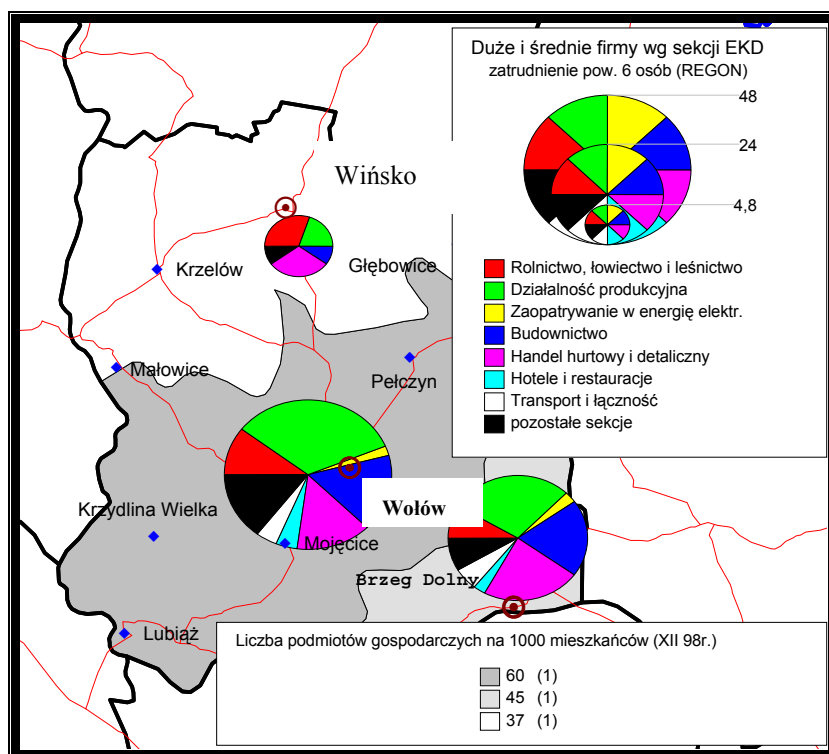 Duże i średnie firmy wg sekcji EKD
zatrudnienie pow. 6 osób (REGON)
48
24
4,8
Rolnictwo, łowiectwo i leśnictwo
Działalność produkcyjna
Zaopatrywanie w energię elektr.
Budownictwo
Handel hurtowy i detaliczny
Hotele i restauracje
Transport i łączność
pozostałe sekcje
Wińsko
Krzelów
Głębowice
Małowice
Pełczyn
Krzydlina Wielka
Wołów
Mojęcice
Brzeg Dolny
Lubiąż
Liczba podmiotów gospodarczych na 1000 mieszkańców (XII 98r.)
60 (1)
45 (1)
37 (1)